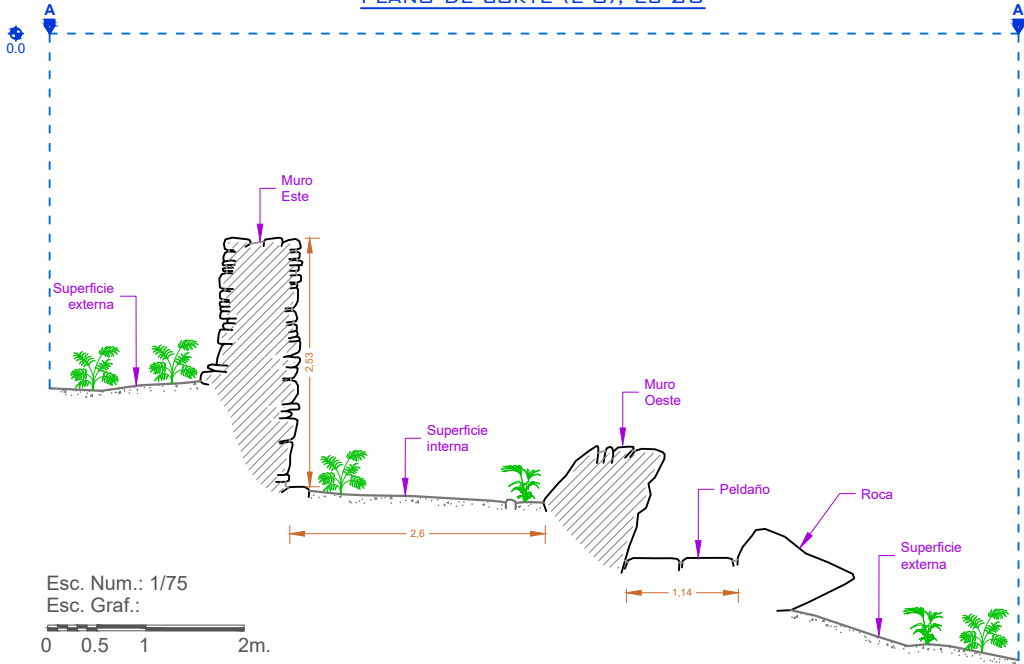 A
A
0.0
Muro
Este
Superficie
externa
2,53
Muro
Oeste
Superficie
interna
Peldaño
Roca
2,6
Superficie
externa
1,14
Esc. Num.: 1/75
Esc. Graf.:
0 0.5 1 2m.